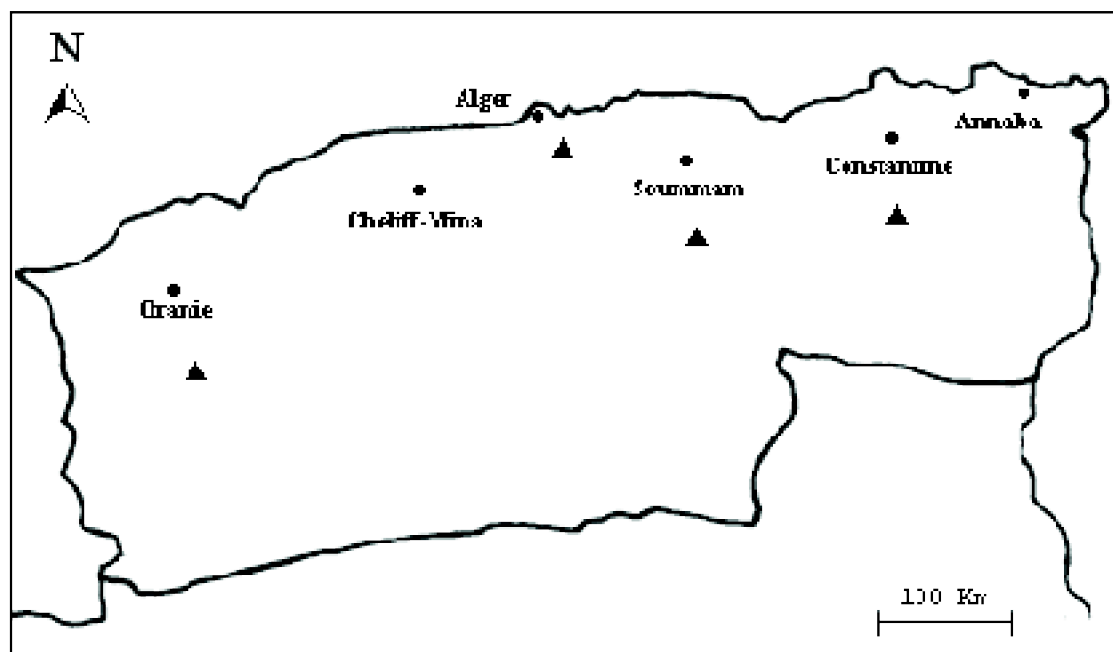 N
Alger
Annaba
Constantine
Soummam
Cheliff-Mina
Oranie
100 Km